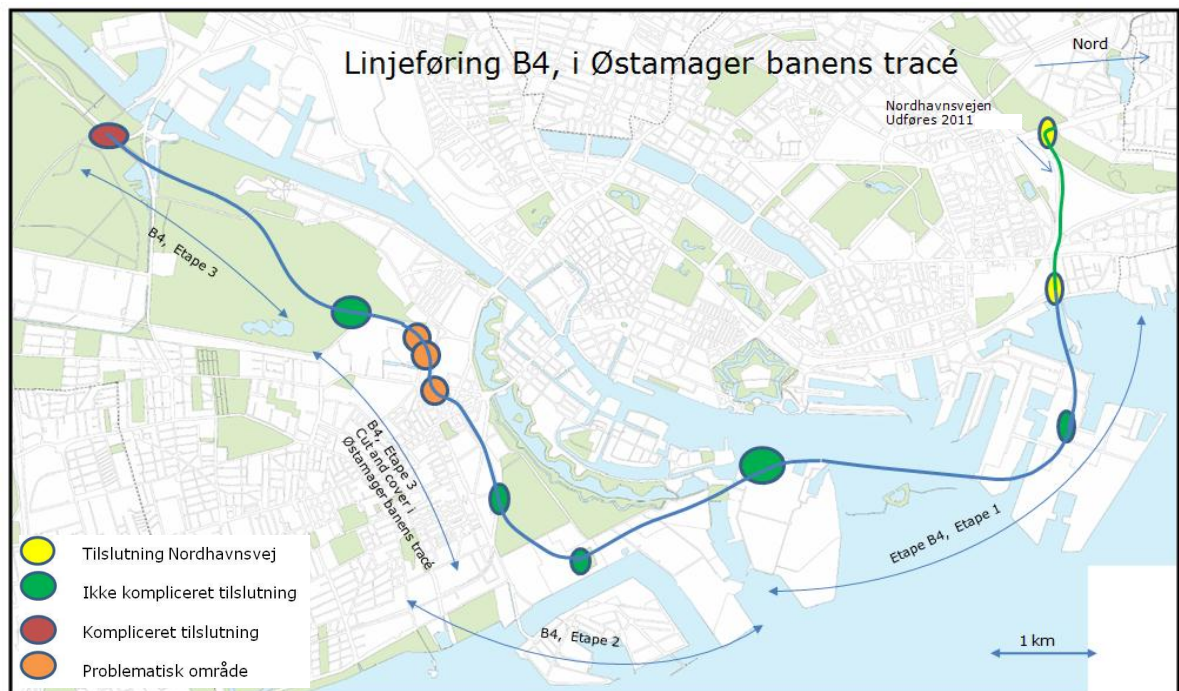 Linjeføring B4, i Østamager banens tracé
Nord
Nordhavnsvejen
Udføres 2011
B4, Etape 3
B4, Etape 3
Cut and cover i
Østamager banens tracé
Etape B4, Etape 1
B4, Etape 2
1 km
Tilslutning Nordhavnsvej
Ikke kompliceret tilslutning
Kompliceret tilslutning
Problematisk område